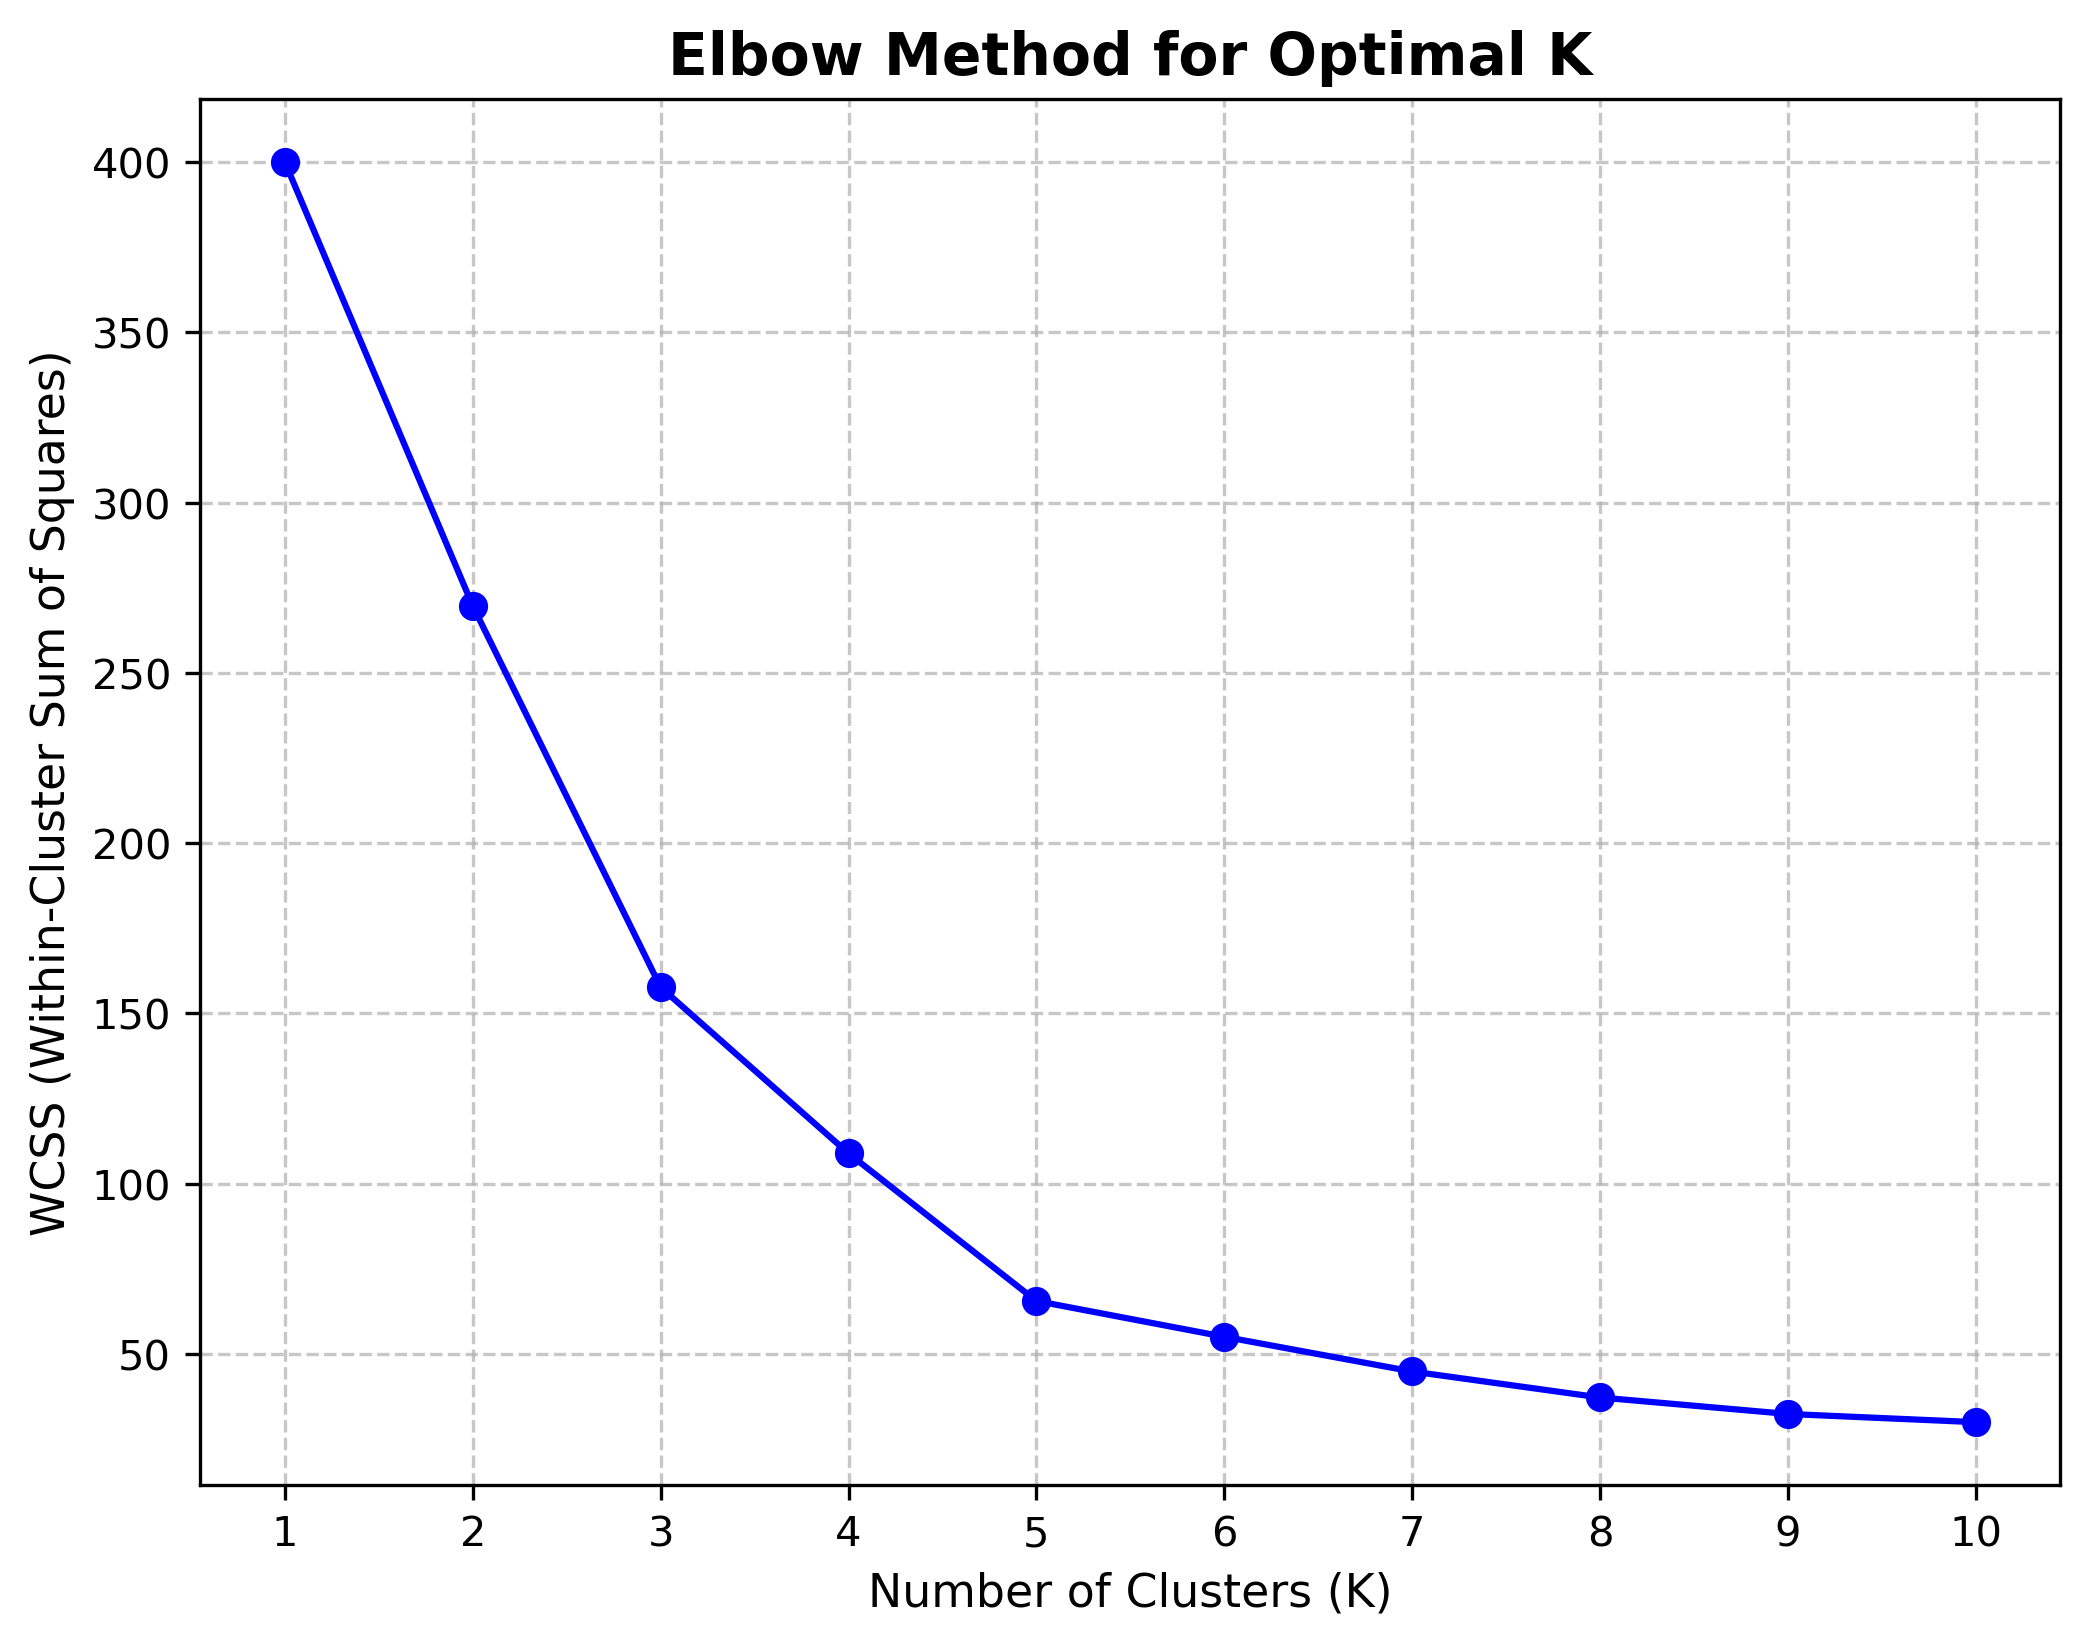 Elbow Method for Optimal K
WCSS (Within-Cluster Sum of Squares)
400
350
300
250
200
150
100
50
1 2 3 4 5 6 7 8 9 10
Number of Clusters (K)